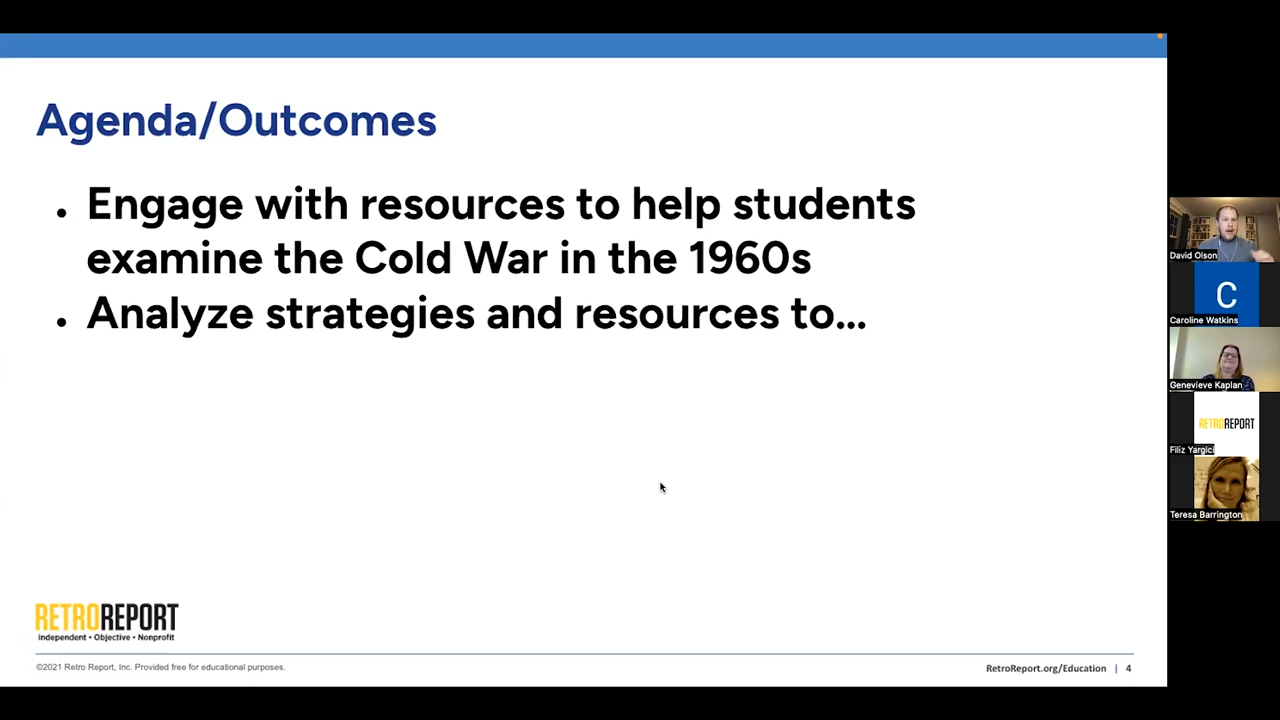 Agenda/Outcomes
• Engage with resources to help students
examine the Cold War in the 1960s
• Analyze strategies and resources to...
RETROREPORT
Independent • Objective • Nonprofit
©2021 Retro Report, Inc. Provided free for educational purposes.
RetroReport.org/Education | 4
David Olson
C
Caroline Watkins
Genevieve Kaplan
RETROREPORT
Filiz Yargici
Teresa Barrington